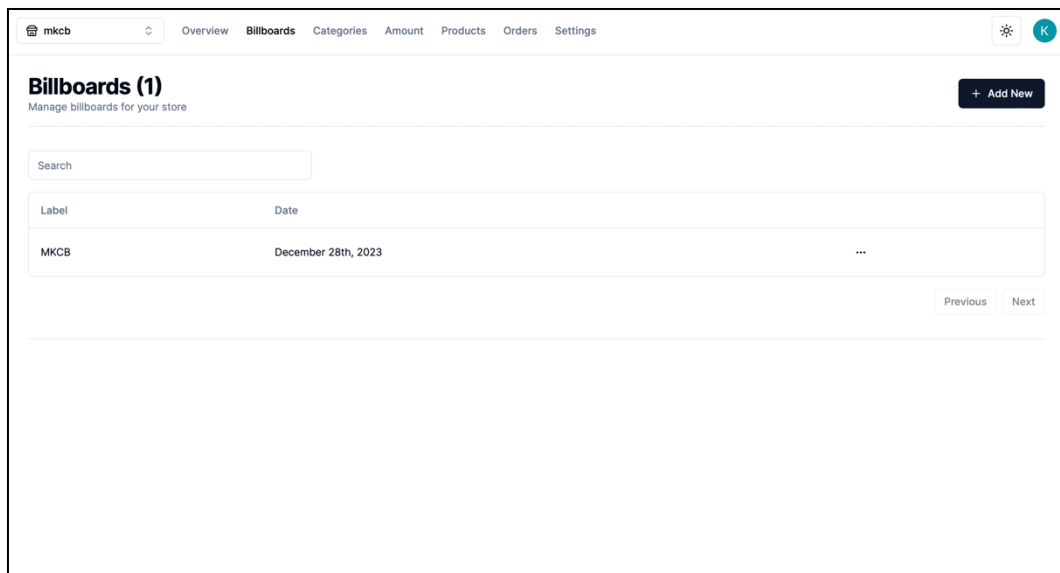 mkcb Overview Billboards Categories Amount Products Orders Settings K
Billboards (1)
Manage billboards for your store
+ Add New
Search
Label Date
MKCB December 28th, 2023 ...
Previous Next